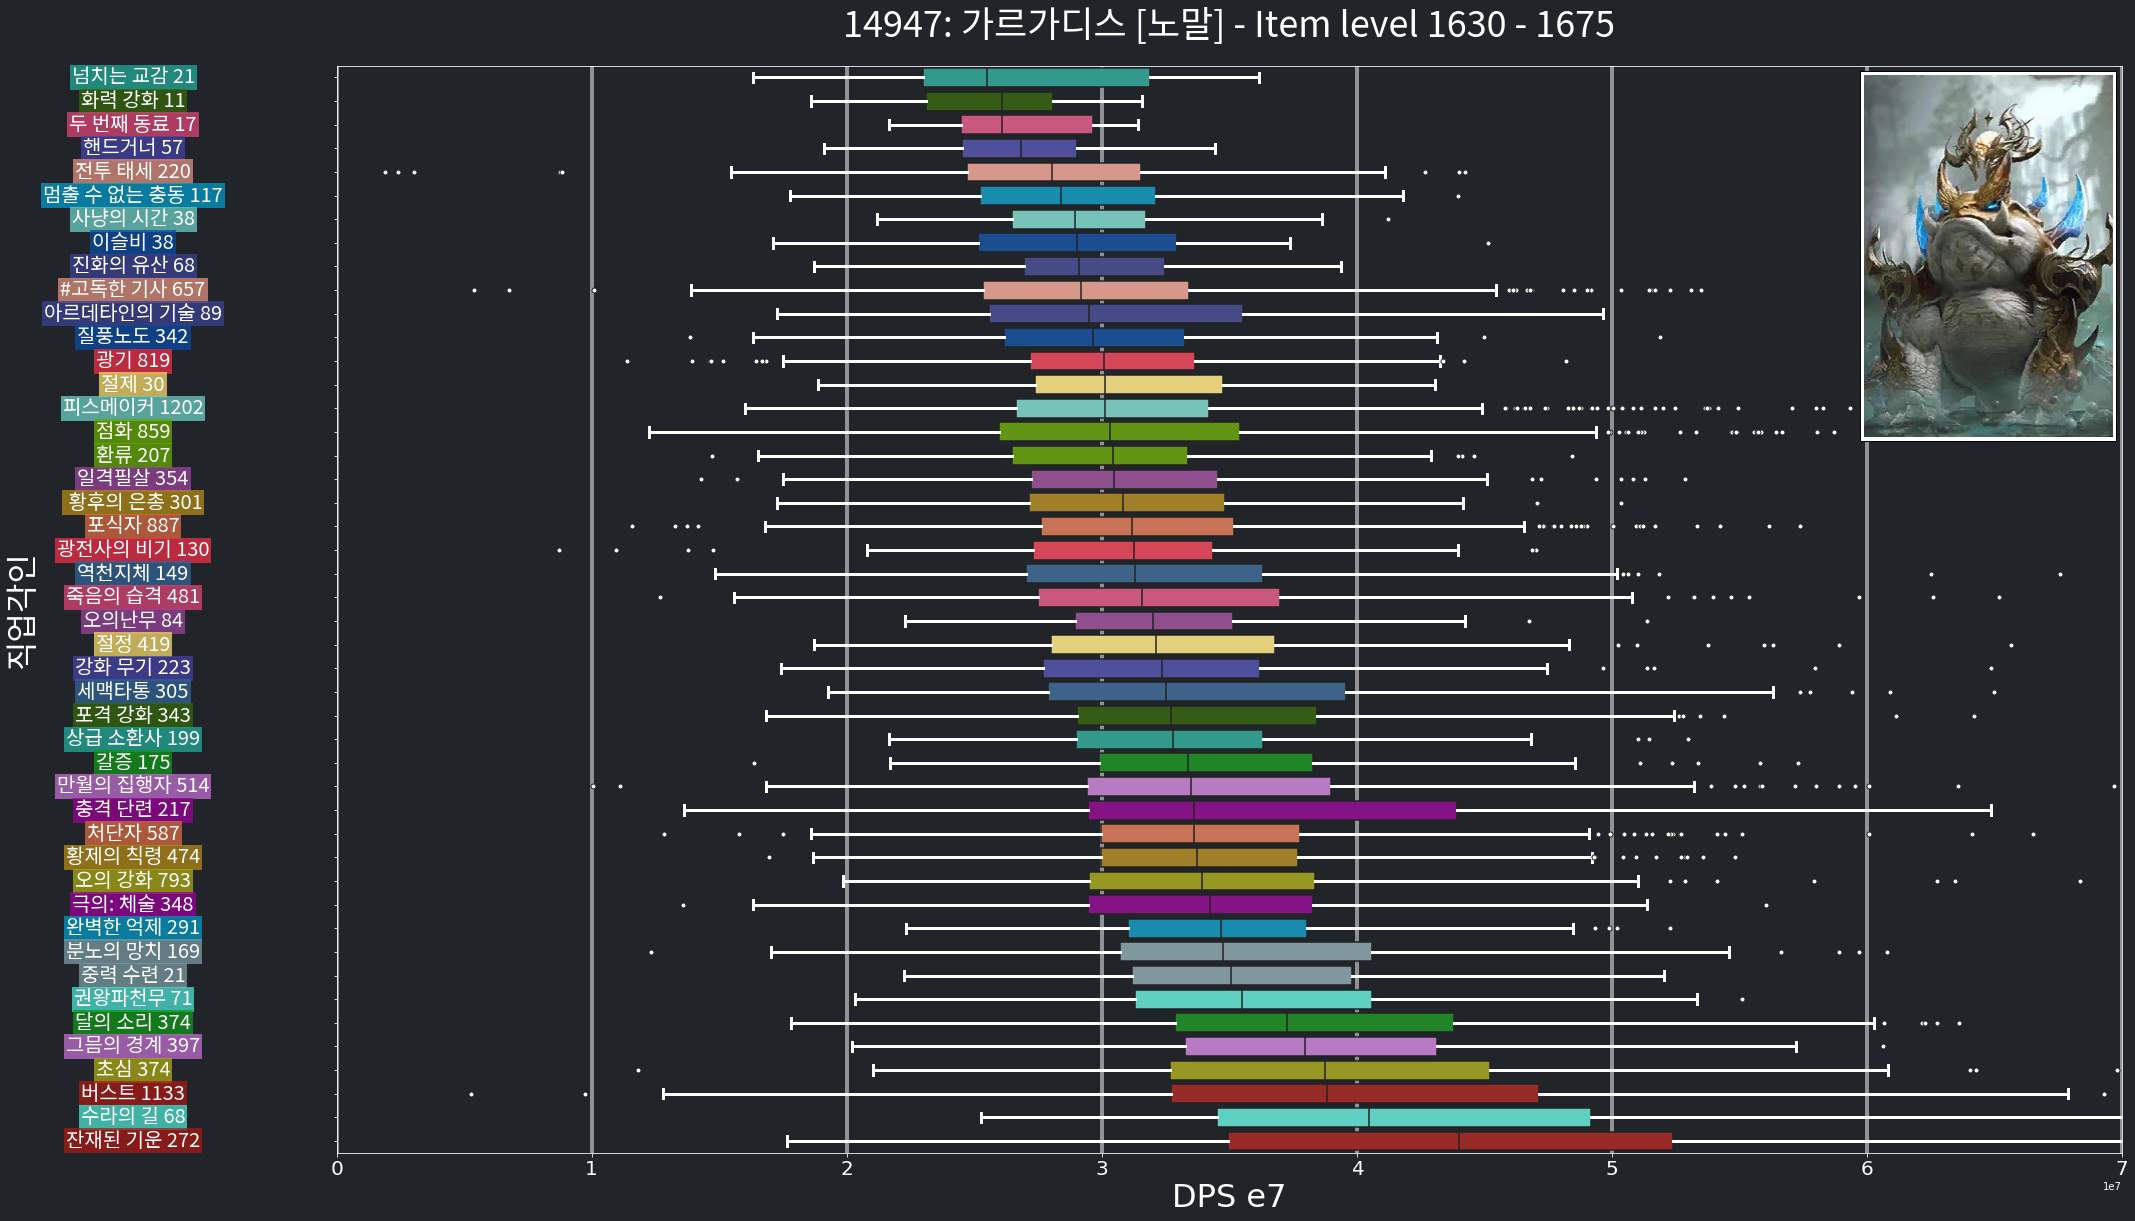 14947: 가르가디스 [노말] - Item level 1630 - 1675
넘치는 교감 21
화력 강화 11
두 번째 동료 17
핸드거너 57
전투 태세 220
멈출 수 없는 충동 117
사냥의 시간 38
이슬비 38
진화의 유산 68
#고독한 기사 657
아르데타인의 기술 89
질풍노도 342
광기 819
절제 30
피스메이커 1202
점화 859
환류 207
일격필살 354
황후의 은총 301
포식자 887
광전사의 비기 130
역천지체 149
죽음의 습격 481
오의난무 84
절정 419
강화 무기 223
세맥타통 305
포격 강화 343
상급 소환사 199
갈증 175
만월의 집행자 514
충격 단련 217
처단자 587
황제의 칙령 474
오의 강화 793
극의: 체술 348
완벽한 억제 291
분노의 망치 169
중력 수련 21
권왕파천무 71
달의 소리 374
그믐의 경계 397
초심 374
버스트 1133
수라의 길 68
잔재된 기운 272
직업각인
0 1 2 3 4 5 6 7
1e7
DPS e7